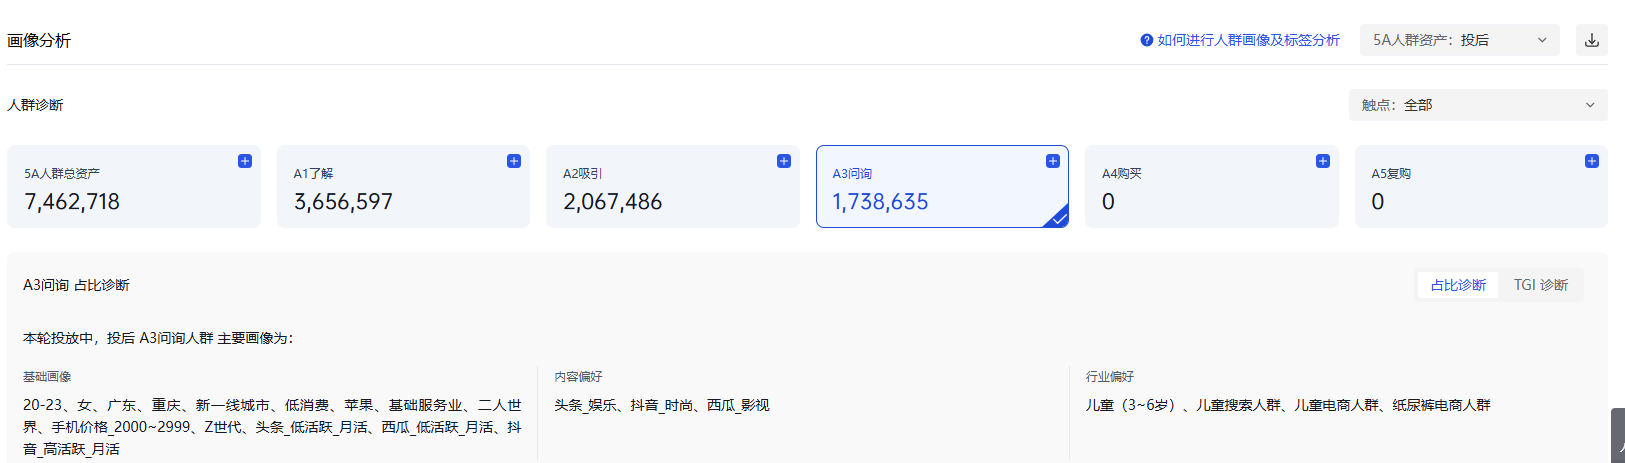 画像分析
如何进行人群画像及标签分析
5A人群资产：投后
人群诊断
触点：全部
5A人群总资产
7,462,718
A1了解
3,656,597
A2吸引
2,067,486
A3问询
1,738,635
A4购买
0
A5复购
0
A3问询 占比诊断
占比诊断
TGI 诊断
本轮投放中，投后 A3问询人群 主要画像为：
基础画像
20-23、女、广东、重庆、新一线城市、低消费、苹果、基础服务业、二人世
界、手机价格_2000~2999、Z世代、头条_低活跃_月活、西瓜_低活跃_月活、抖
音_高活跃_月活
内容偏好
头条_娱乐、抖音_时尚、西瓜_影视
行业偏好
儿童（3~6岁）、儿童搜索人群、儿童电商人群、纸尿裤电商人群